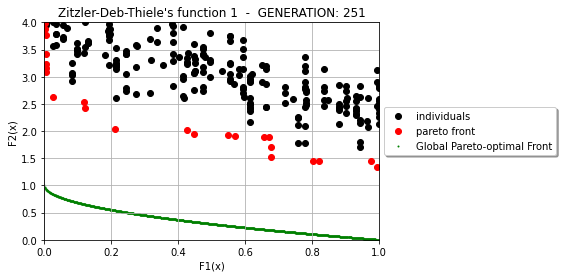 Zitzler-Deb-Thiele's function 1 - GENERATION: 251
4.0
3.5
3.0
2.5
2.0
1.5
1.0
0.5
0.0
F2(x)
0.0 0.2 0.4 0.6 0.8 1.0
F1(x)
individuals
pareto front
Global Pareto-optimal Front